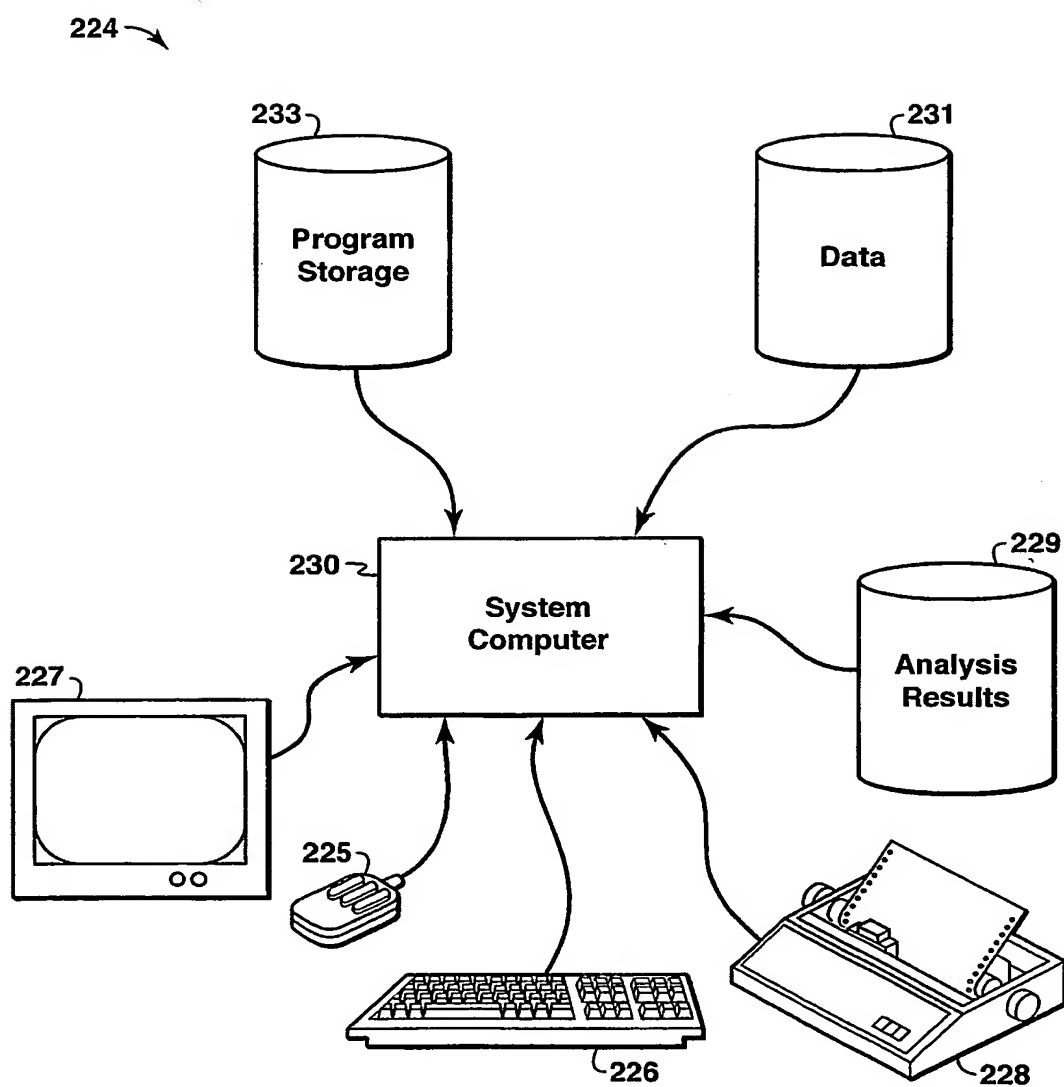 224
233
231
Program
Storage
Data
230
System
Computer
229
Analysis
Results
227
225
226
228